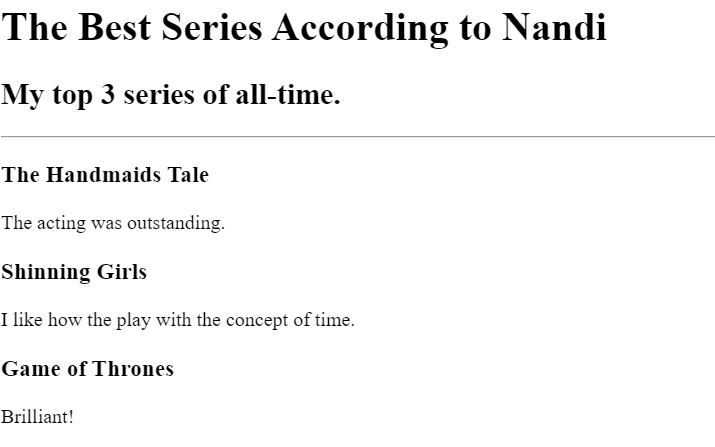 The Best Series According to Nandi
My top 3 series of all-time.
The Handmaids Tale
The acting was outstanding.
Shinning Girls
I like how the play with the concept of time.
Game of Thrones
Brilliant!